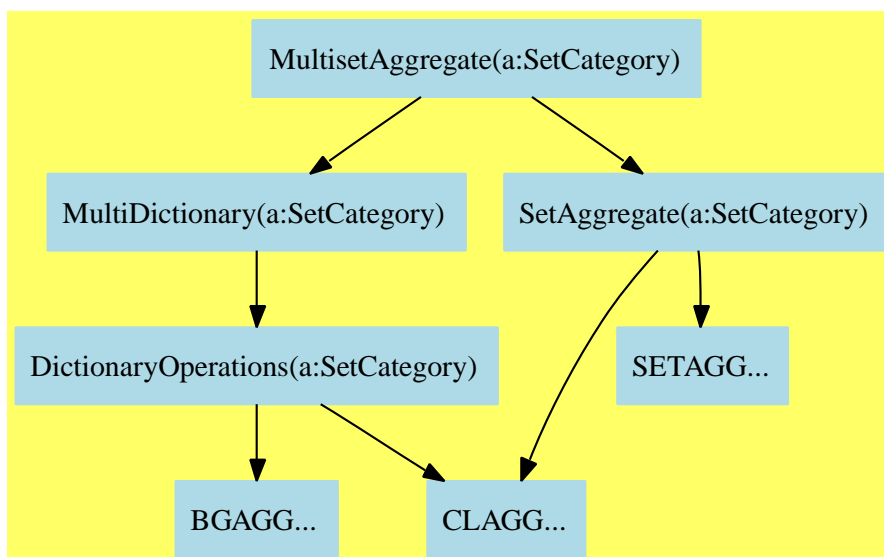 MultisetAggregate(a:SetCategory)
MultiDictionary(a:SetCategory)
SetAggregate(a:SetCategory)
DictionaryOperations(a:SetCategory)
SETAGG...
BGAGG...
CLAGG...